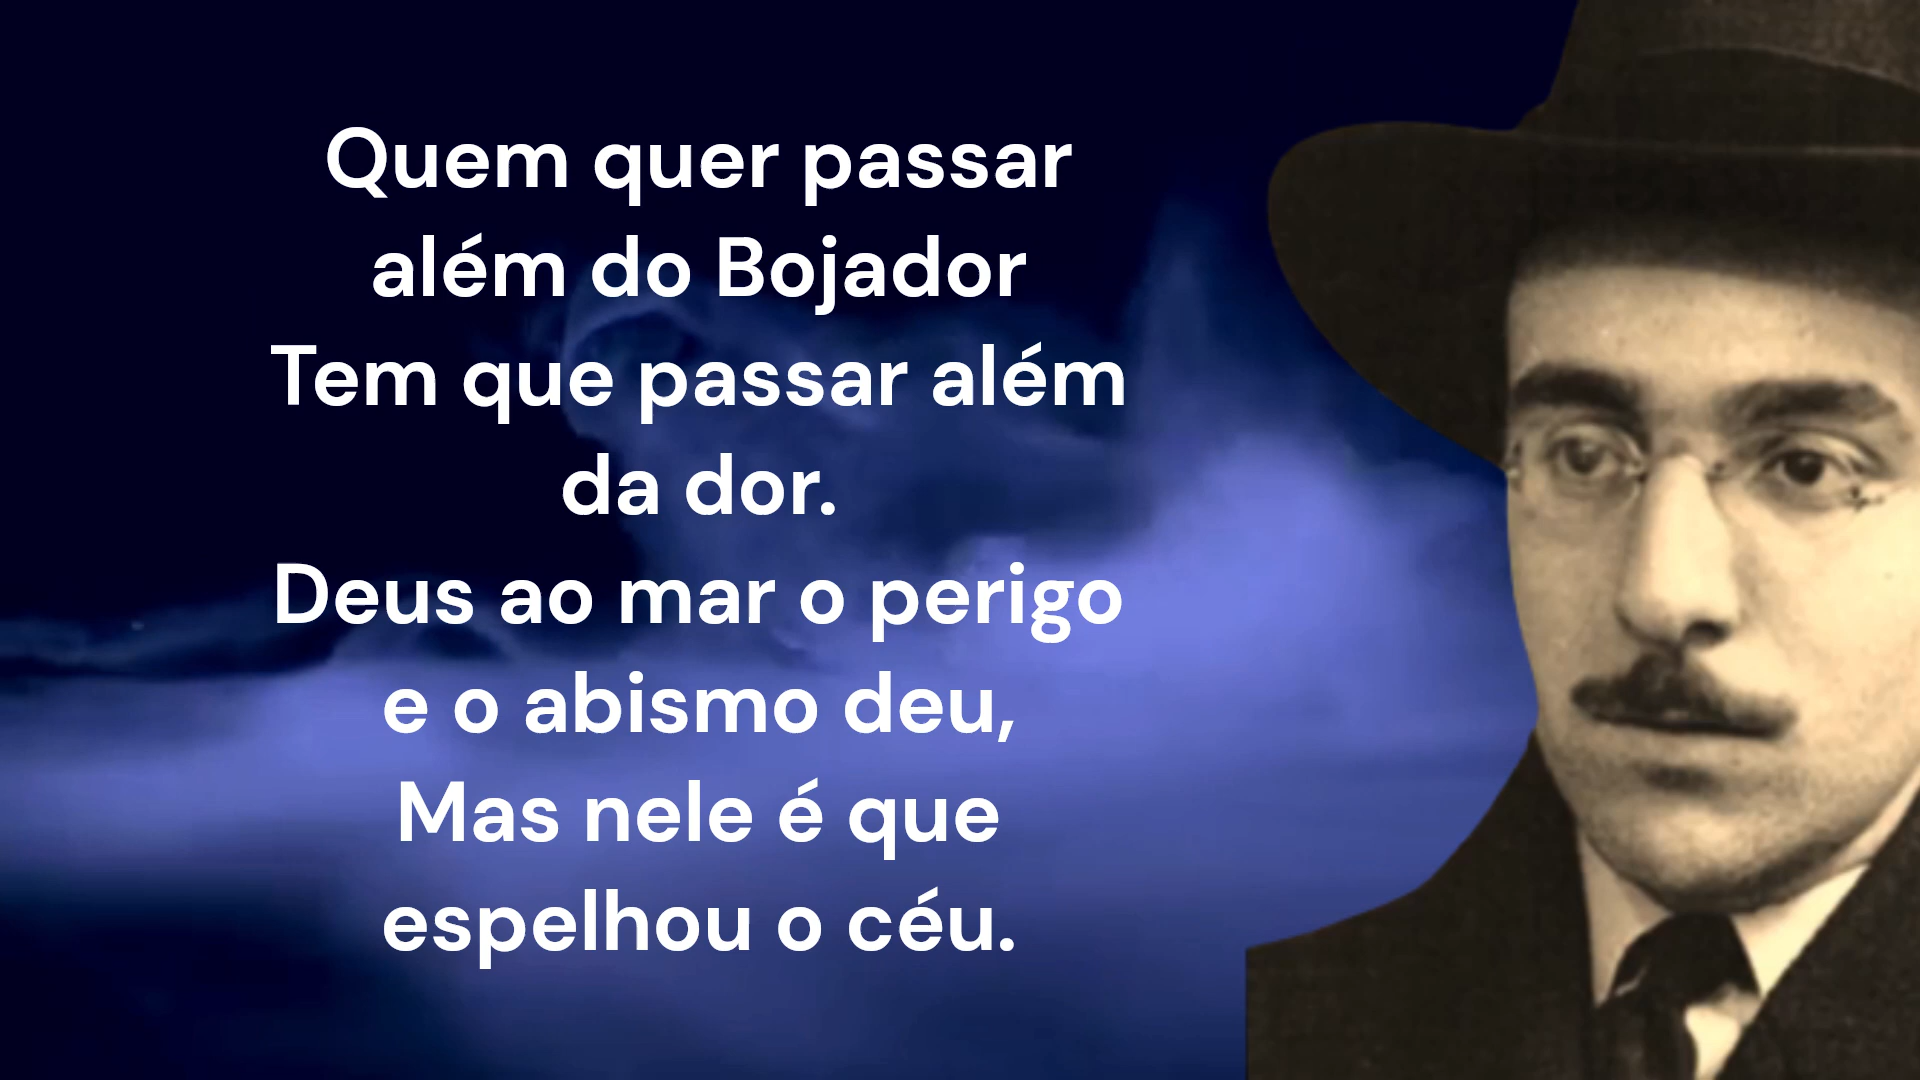 Quem quer passar
além do Bojador
Tem que passar além
da dor.
Deus ao mar o perigo
e o abismo deu,
Mas nele é que
espelhou o céu.